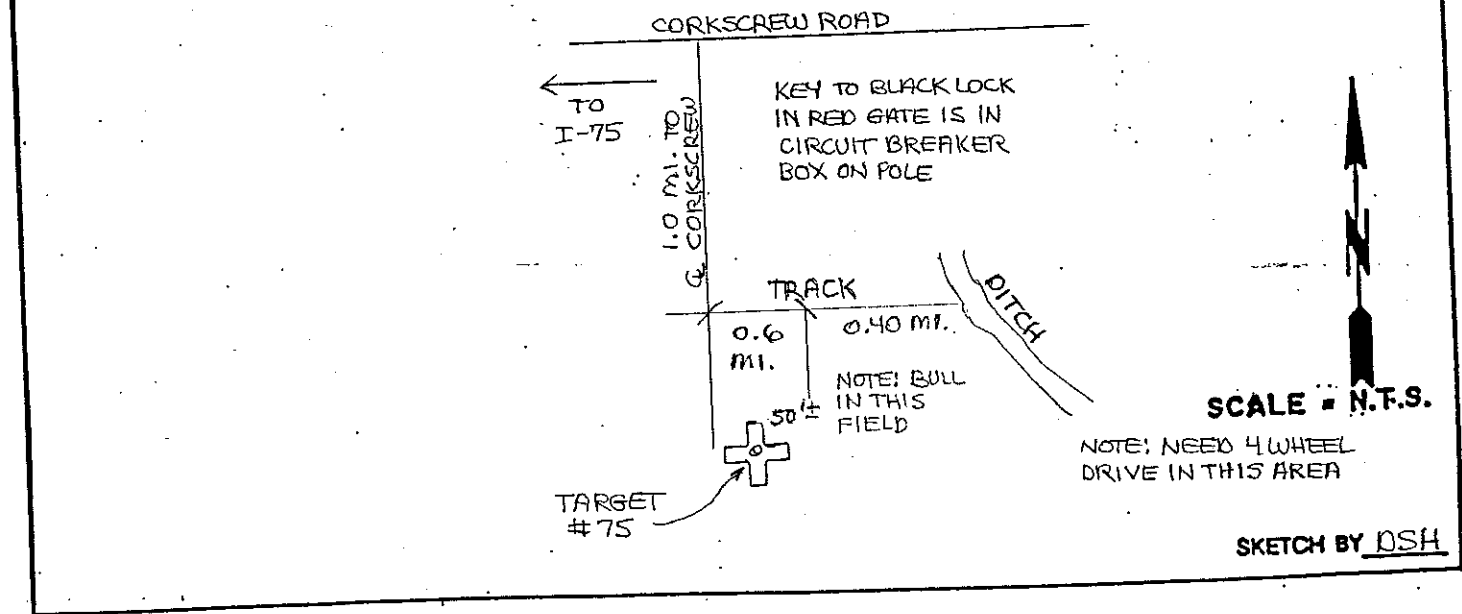 CORKSCREW ROAD
TO
I-75
1.0 MI. TO
℄ CORKSCREW
KEY TO BLACK LOCK
IN RED GATE IS IN
CIRCUIT BREAKER
BOX ON POLE
N
TRACK
DITCH
0.6
MI.
0.40 MI.
NOTE: BULL
IN THIS
FIELD
50'±
SCALE = N.T.S.
NOTE: NEED 4 WHEEL
DRIVE IN THIS AREA
TARGET
#75
SKETCH BY DSH